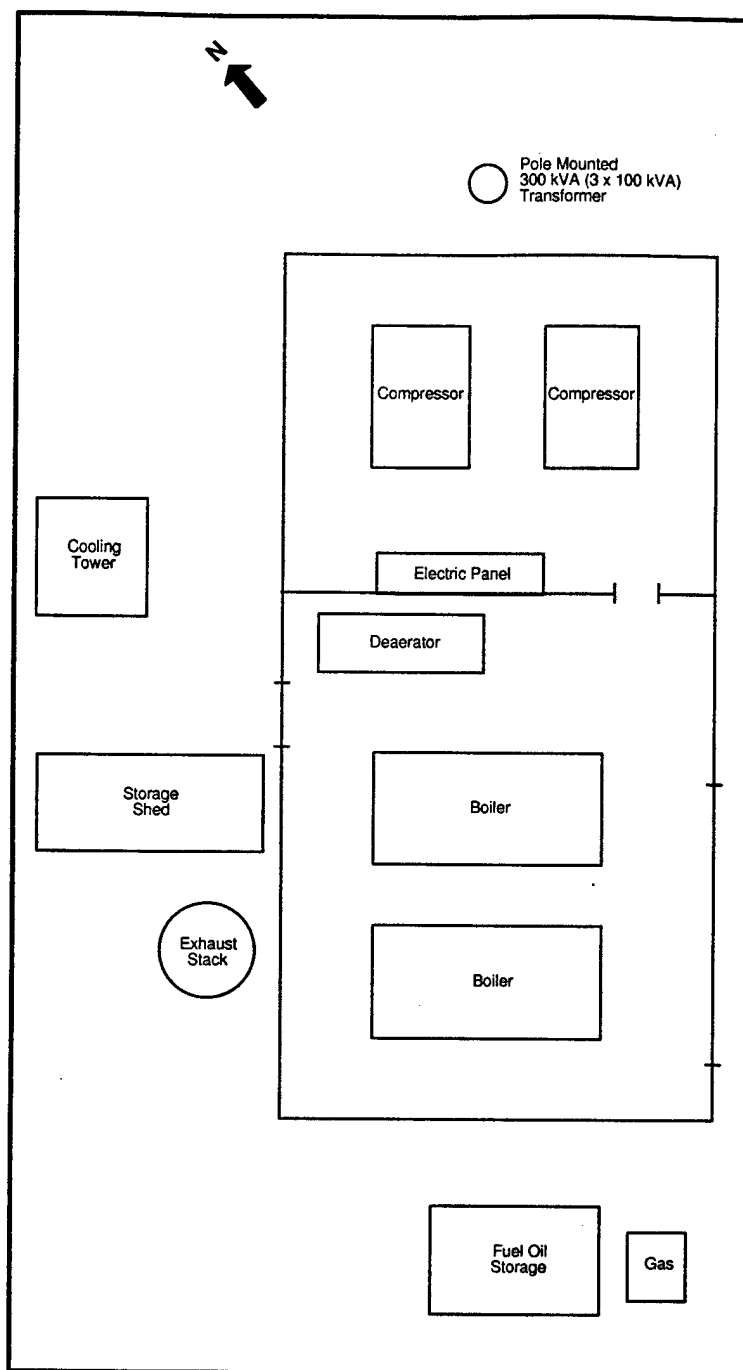 N
Pole Mounted
300 kVA (3 x 100 kVA)
Transformer
Compressor
Compressor
Cooling
Tower
Electric Panel
Deaerator
Storage
Shed
Boiler
Exhaust
Stack
Boiler
Fuel Oil
Storage
Gas